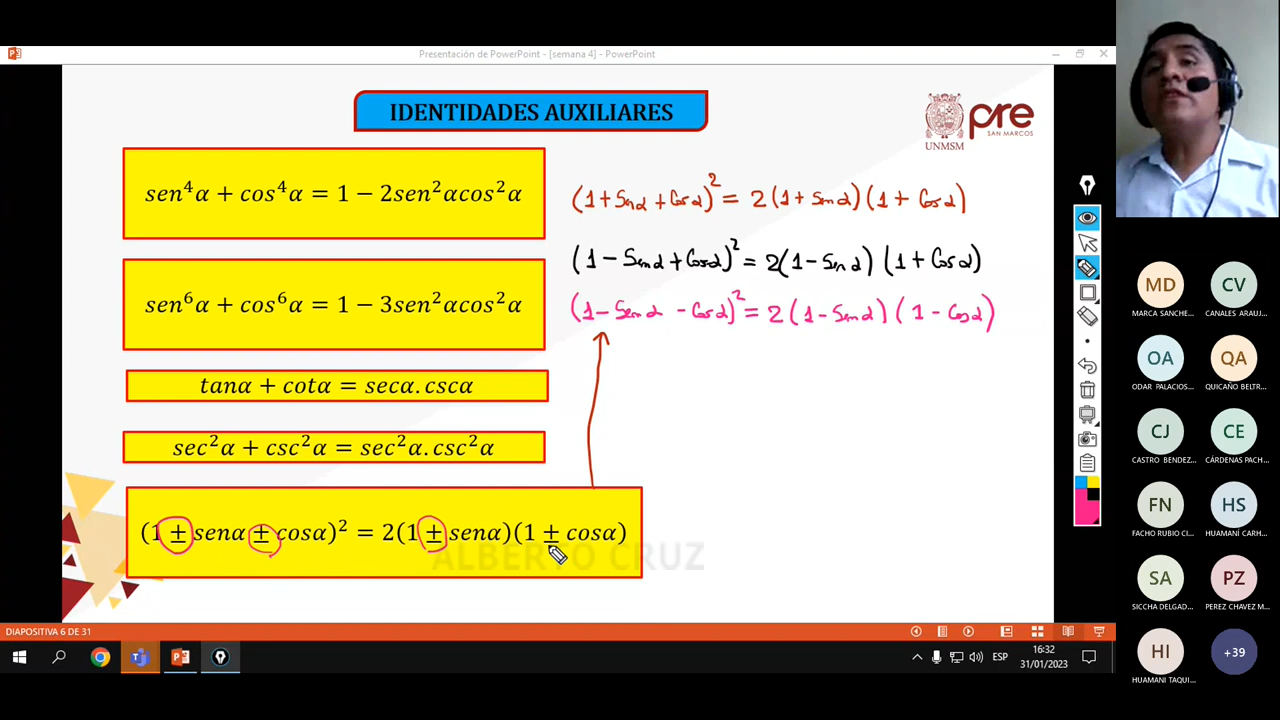 Presentación de PowerPoint - [semana 4] - PowerPoint
IDENTIDADES AUXILIARES
UNMSM
pre
SAN MARCOS
sen⁴α + cos⁴α = 1 − 2sen²αcos²α
sen⁶α + cos⁶α = 1 − 3sen²αcos²α
tanα + cotα = secα.cscα
sec²α + csc²α = sec²α.csc²α
(1 ± senα ± cosα)² = 2(1 ± senα)(1 ± cosα)
(1 + Senα + Cosα)² = 2(1 + Senα)(1 + Cosα)
(1 − Senα + Cosα)² = 2(1 − Senα)(1 + Cosα)
(1 − Senα − Cosα)² = 2(1 − Senα)(1 − Cosα)
ALBERTO CRUZ
MD
MARCA SANCHE...
CV
CANALES ARAUJ...
OA
ODAR PALACIOS...
QA
QUICAÑO BELTR...
CJ
CASTRO BENDEZ...
CE
CÁRDENAS PACH...
FN
FACHO RUBIO CI...
HS
HUAMANÍ CARH...
SA
SICCHA DELGAD...
PZ
PEREZ CHAVEZ M...
HI
HUAMANI TAQUI...
+39
DIAPOSITIVA 6 DE 31
ESP
16:32
31/01/2023